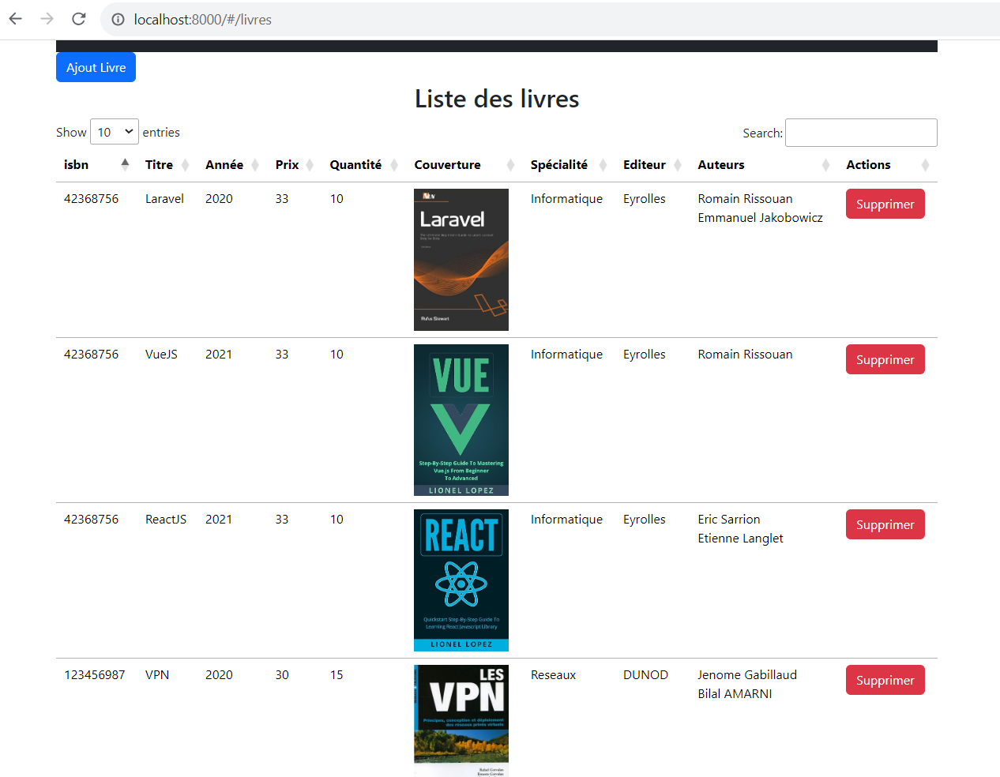 localhost:8000/#/livres
Ajout Livre
Liste des livres
Show 10 entries
Search:
isbn Titre Année Prix Quantité Couverture Spécialité Editeur Auteurs Actions
42368756 Laravel 2020 33 10 Informatique Eyrolles Romain Rissouan Supprimer
Emmanuel Jakobowicz
Laravel
Rufus Stewart
42368756 VueJS 2021 33 10 Informatique Eyrolles Romain Rissouan Supprimer
VUE
Step-By-Step Guide To Mastering
Vue.js From Beginner
To Advanced
LIONEL LOPEZ
42368756 ReactJS 2021 33 10 Informatique Eyrolles Eric Sarrion Supprimer
Etienne Langlet
REACT
Quickstart Step-By-Step Guide To
Learning React Javascript Library
LIONEL LOPEZ
123456987 VPN 2020 30 15 Reseaux DUNOD Jenome Gabillaud Supprimer
Bilal AMARNI
LES
VPN
Principes, conception et déploiement
des réseaux privés virtuels